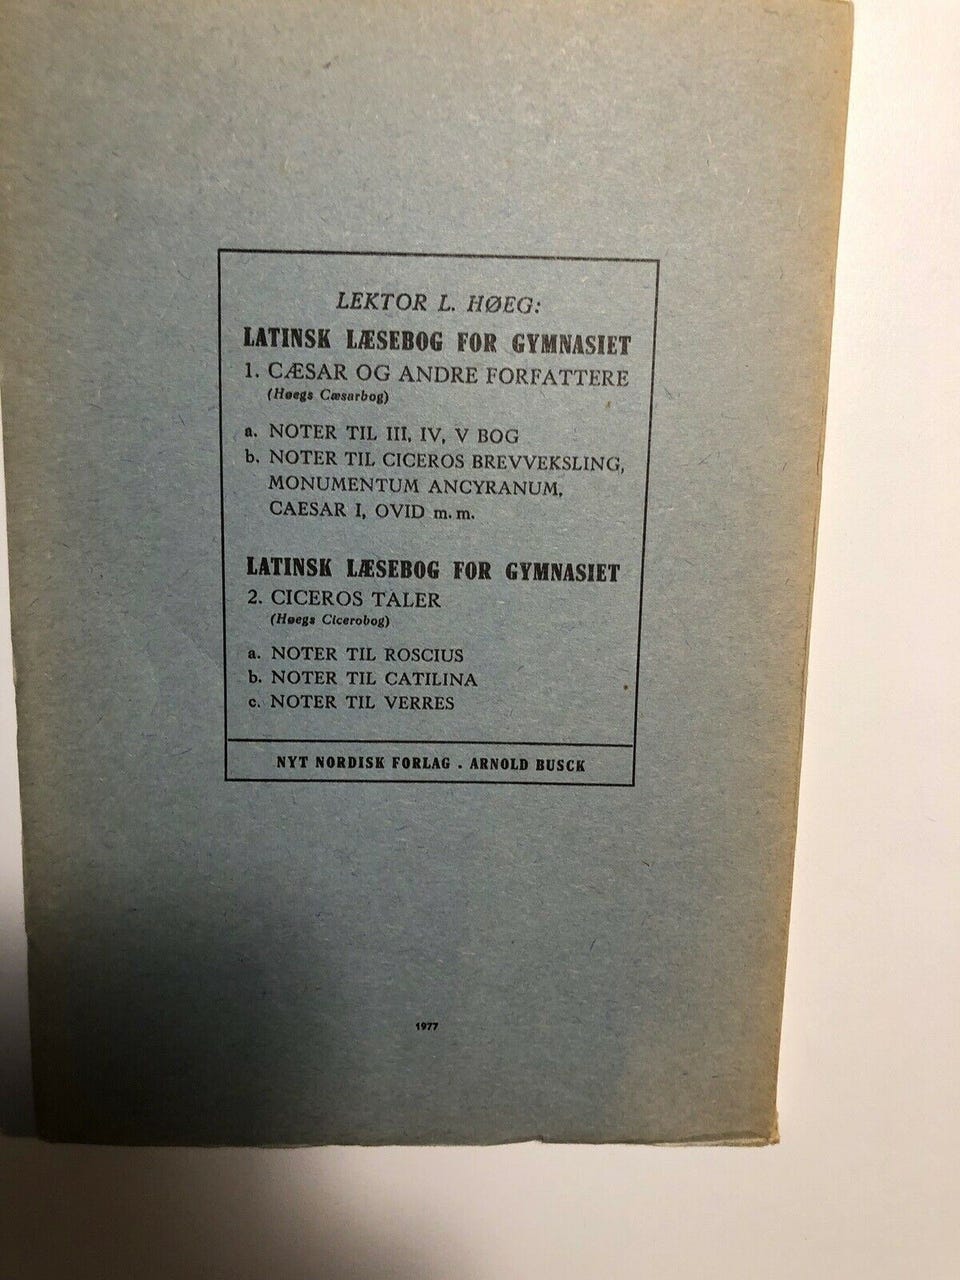 LEKTOR L. HØEG:
LATINSK LÆSEBOG FOR GYMNASIET
1. CÆSAR OG ANDRE FORFATTERE
(Høegs Cæsarbog)
a. NOTER TIL III, IV, V BOG
b. NOTER TIL CICEROS BREVVEKSLING,
MONUMENTUM ANCYRANUM,
CAESAR I, OVID m. m.
LATINSK LÆSEBOG FOR GYMNASIET
2. CICEROS TALER
(Høegs Cicerobog)
a. NOTER TIL ROSCIUS
b. NOTER TIL CATILINA
c. NOTER TIL VERRES
NYT NORDISK FORLAG . ARNOLD BUSCK
1977